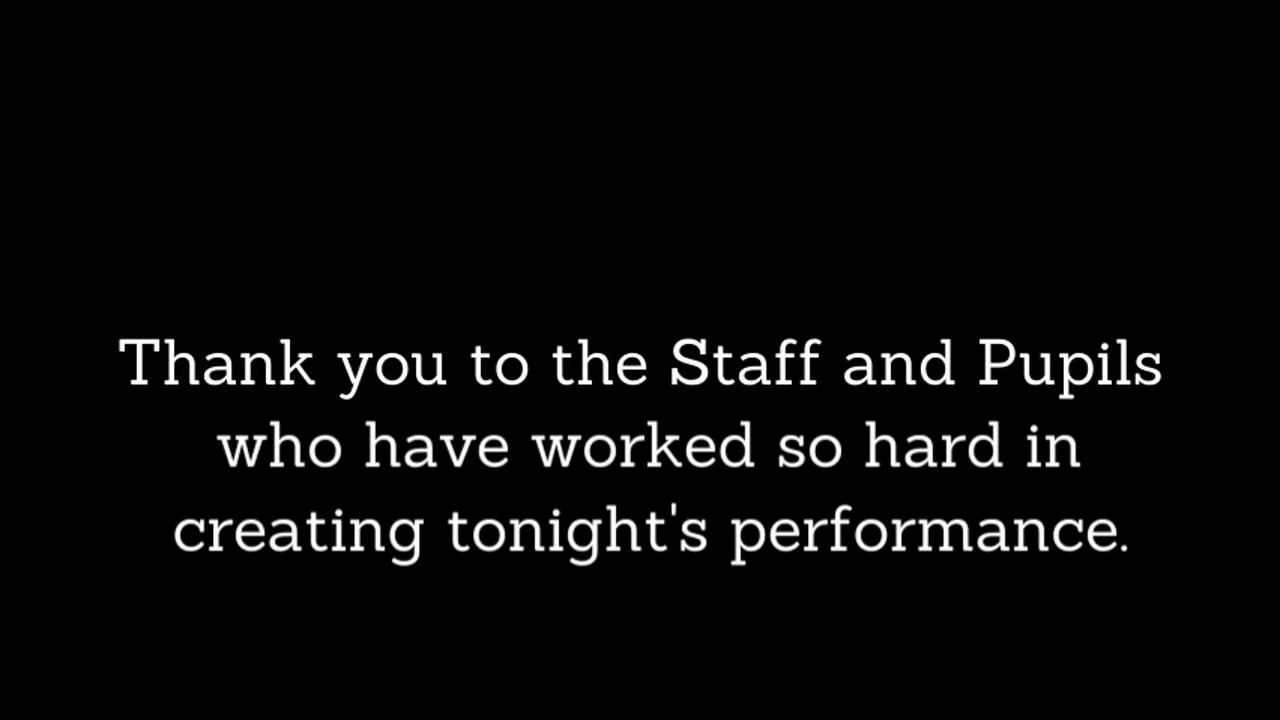 Thank you to the Staff and Pupils
who have worked so hard in
creating tonight's performance.